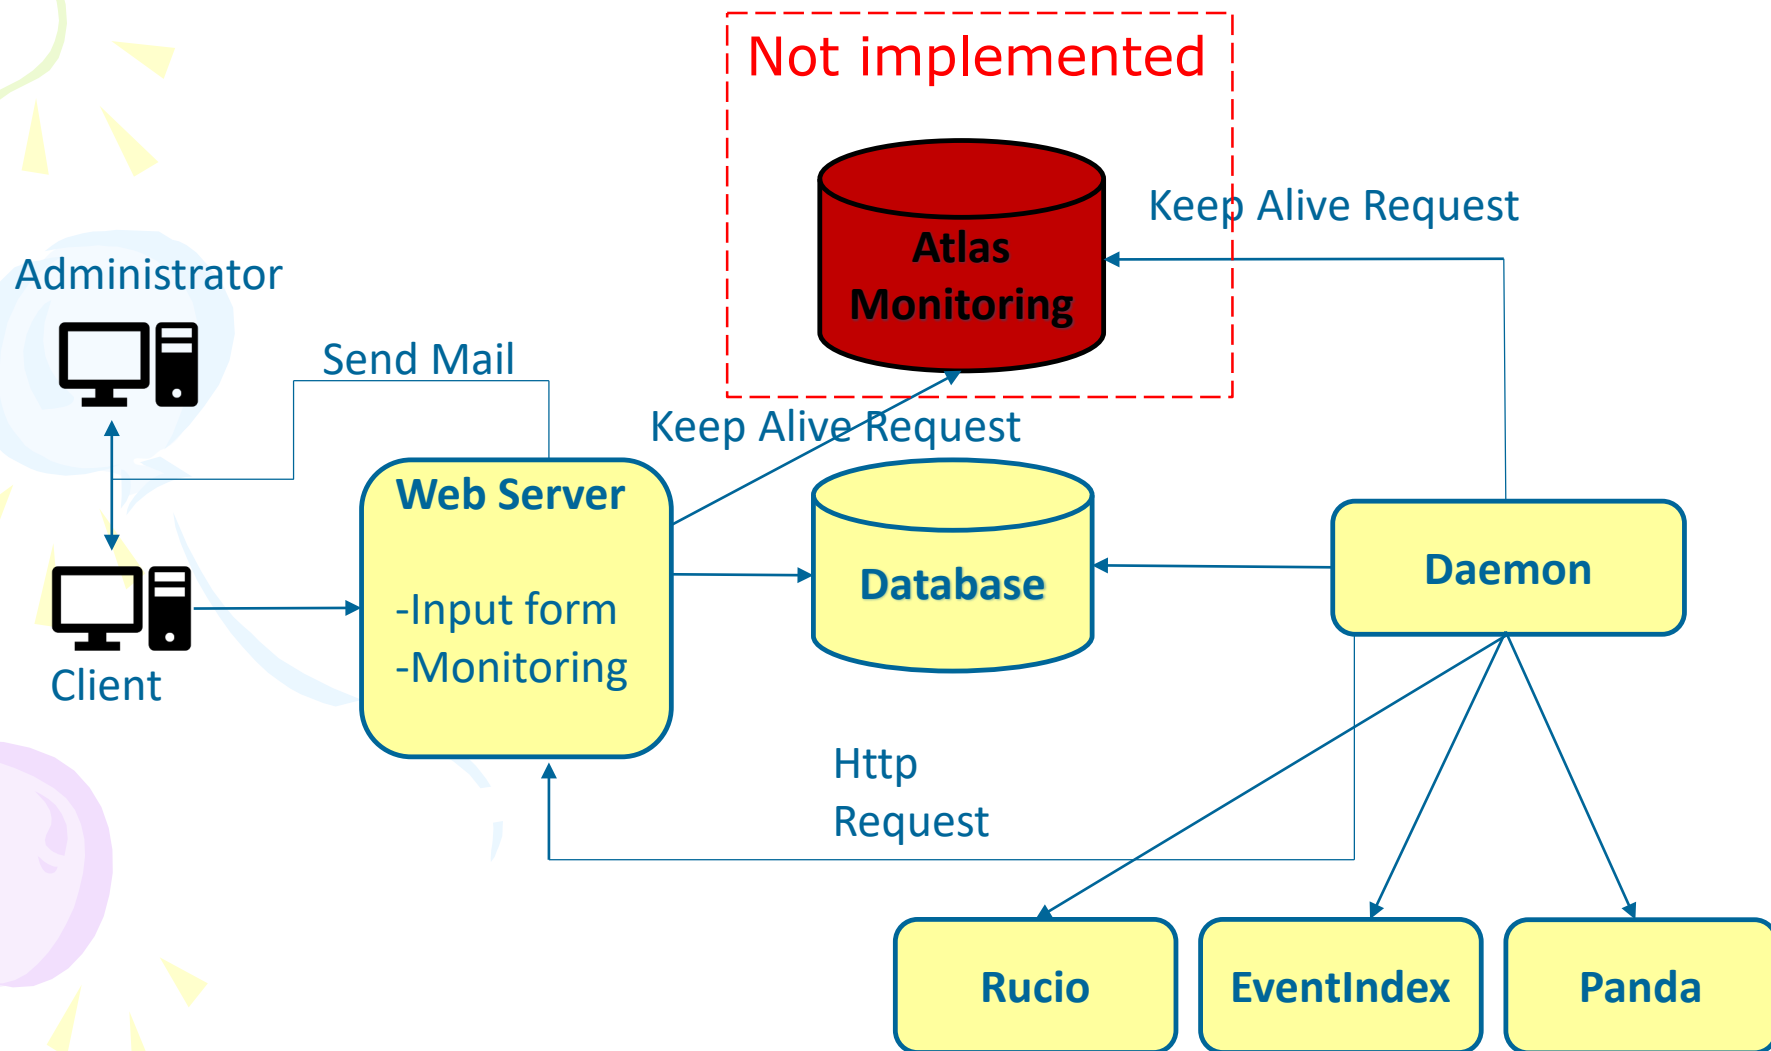 Not implemented
Atlas
Monitoring
Keep Alive Request
Administrator
Send Mail
Keep Alive Request
Web Server
-Input form
-Monitoring
Database
Daemon
Client
Http
Request
Rucio
EventIndex
Panda